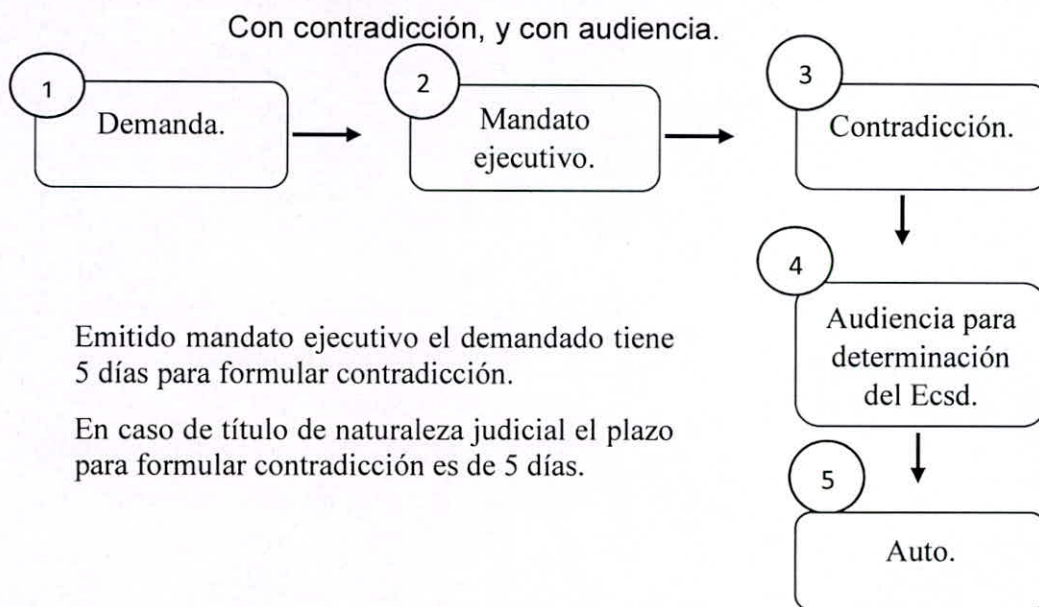 Con contradicción, y con audiencia.
1
Demanda.
2
Mandato
ejecutivo.
3
Contradicción.
4
Audiencia para
determinación
del Ecsd.
Emitido mandato ejecutivo el demandado tiene
5 días para formular contradicción.
En caso de título de naturaleza judicial el plazo
para formular contradicción es de 5 días.
5
Auto.